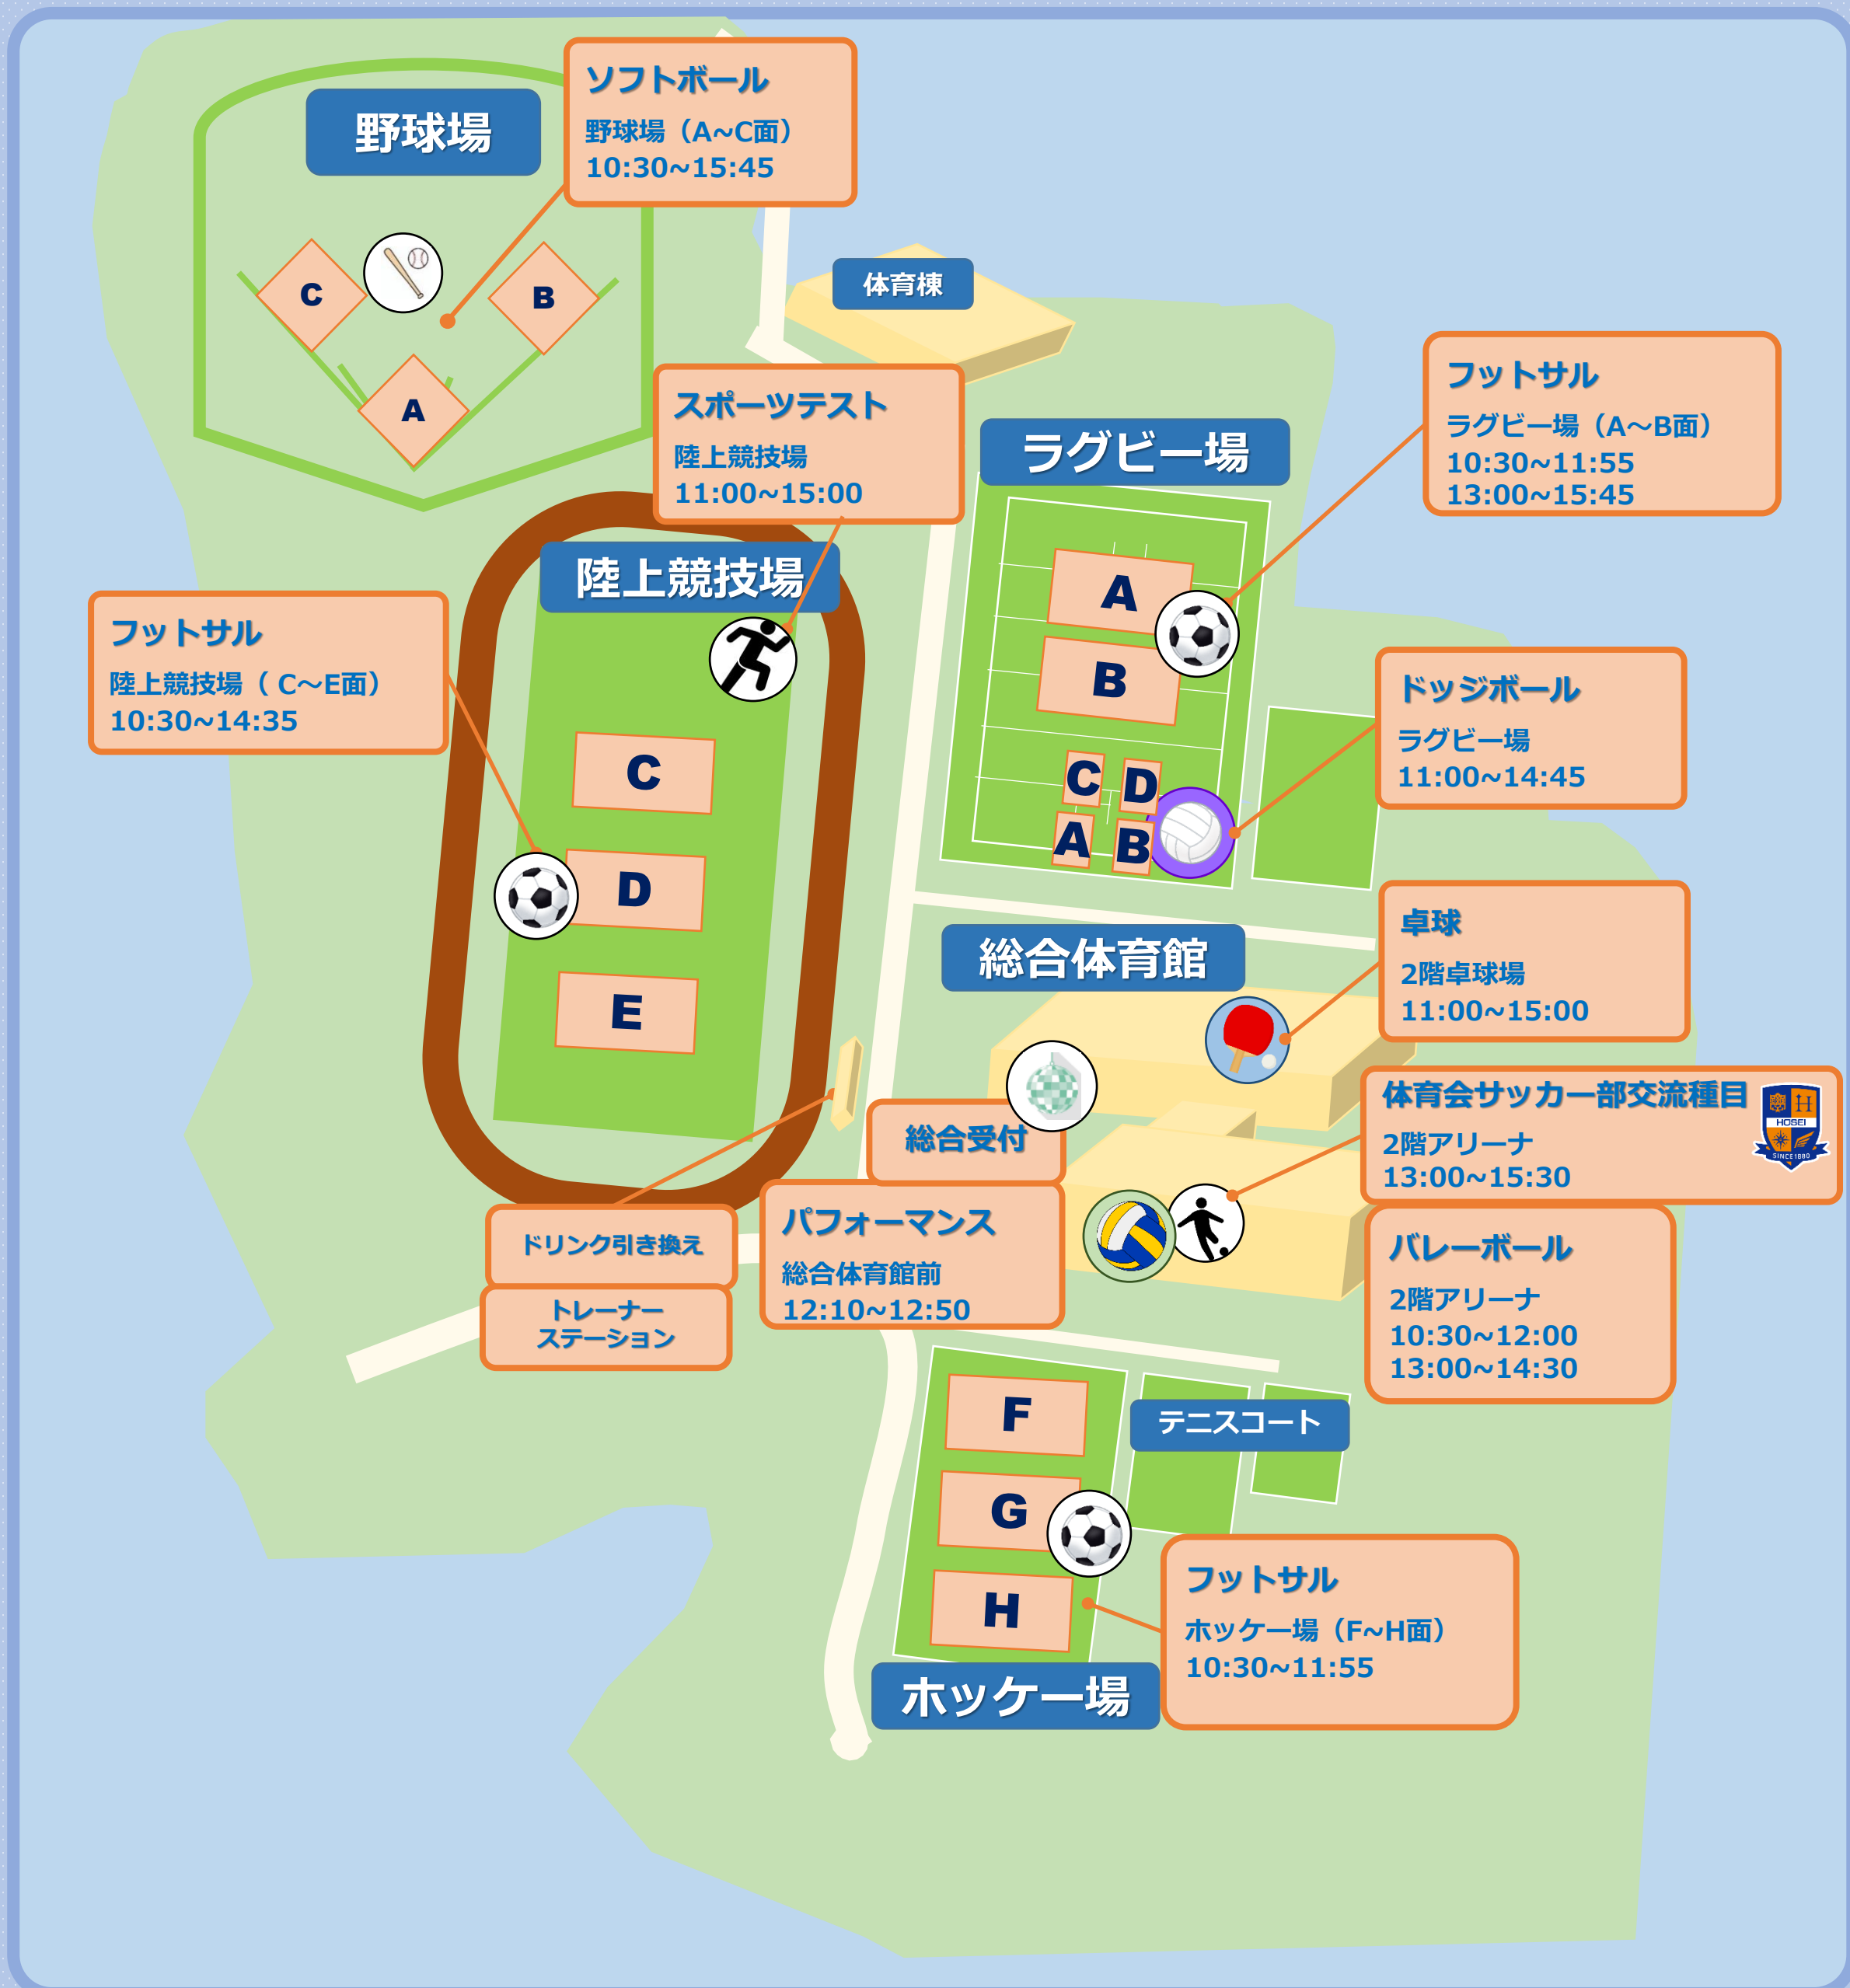 野球場
ソフトボール
野球場（A~C面）
10:30~15:45
C
B
A
体育棟
スポーツテスト
陸上競技場
11:00~15:00
ラグビー場
フットサル
ラグビー場（A～B面）
10:30~11:55
13:00~15:45
陸上競技場
フットサル
陸上競技場（ C～E面）
10:30~14:35
A
B
C
D
A
B
ドッジボール
ラグビー場
11:00~14:45
C
D
E
総合体育館
卓球
2階卓球場
11:00~15:00
体育会サッカー部交流種目
2階アリーナ
13:00~15:30
H
HOSEI
SINCE1880
総合受付
パフォーマンス
総合体育館前
12:10~12:50
ドリンク引き換え
トレーナー
ステーション
バレーボール
2階アリーナ
10:30~12:00
13:00~14:30
F
G
H
テニスコート
フットサル
ホッケー場（F~H面）
10:30~11:55
ホッケー場